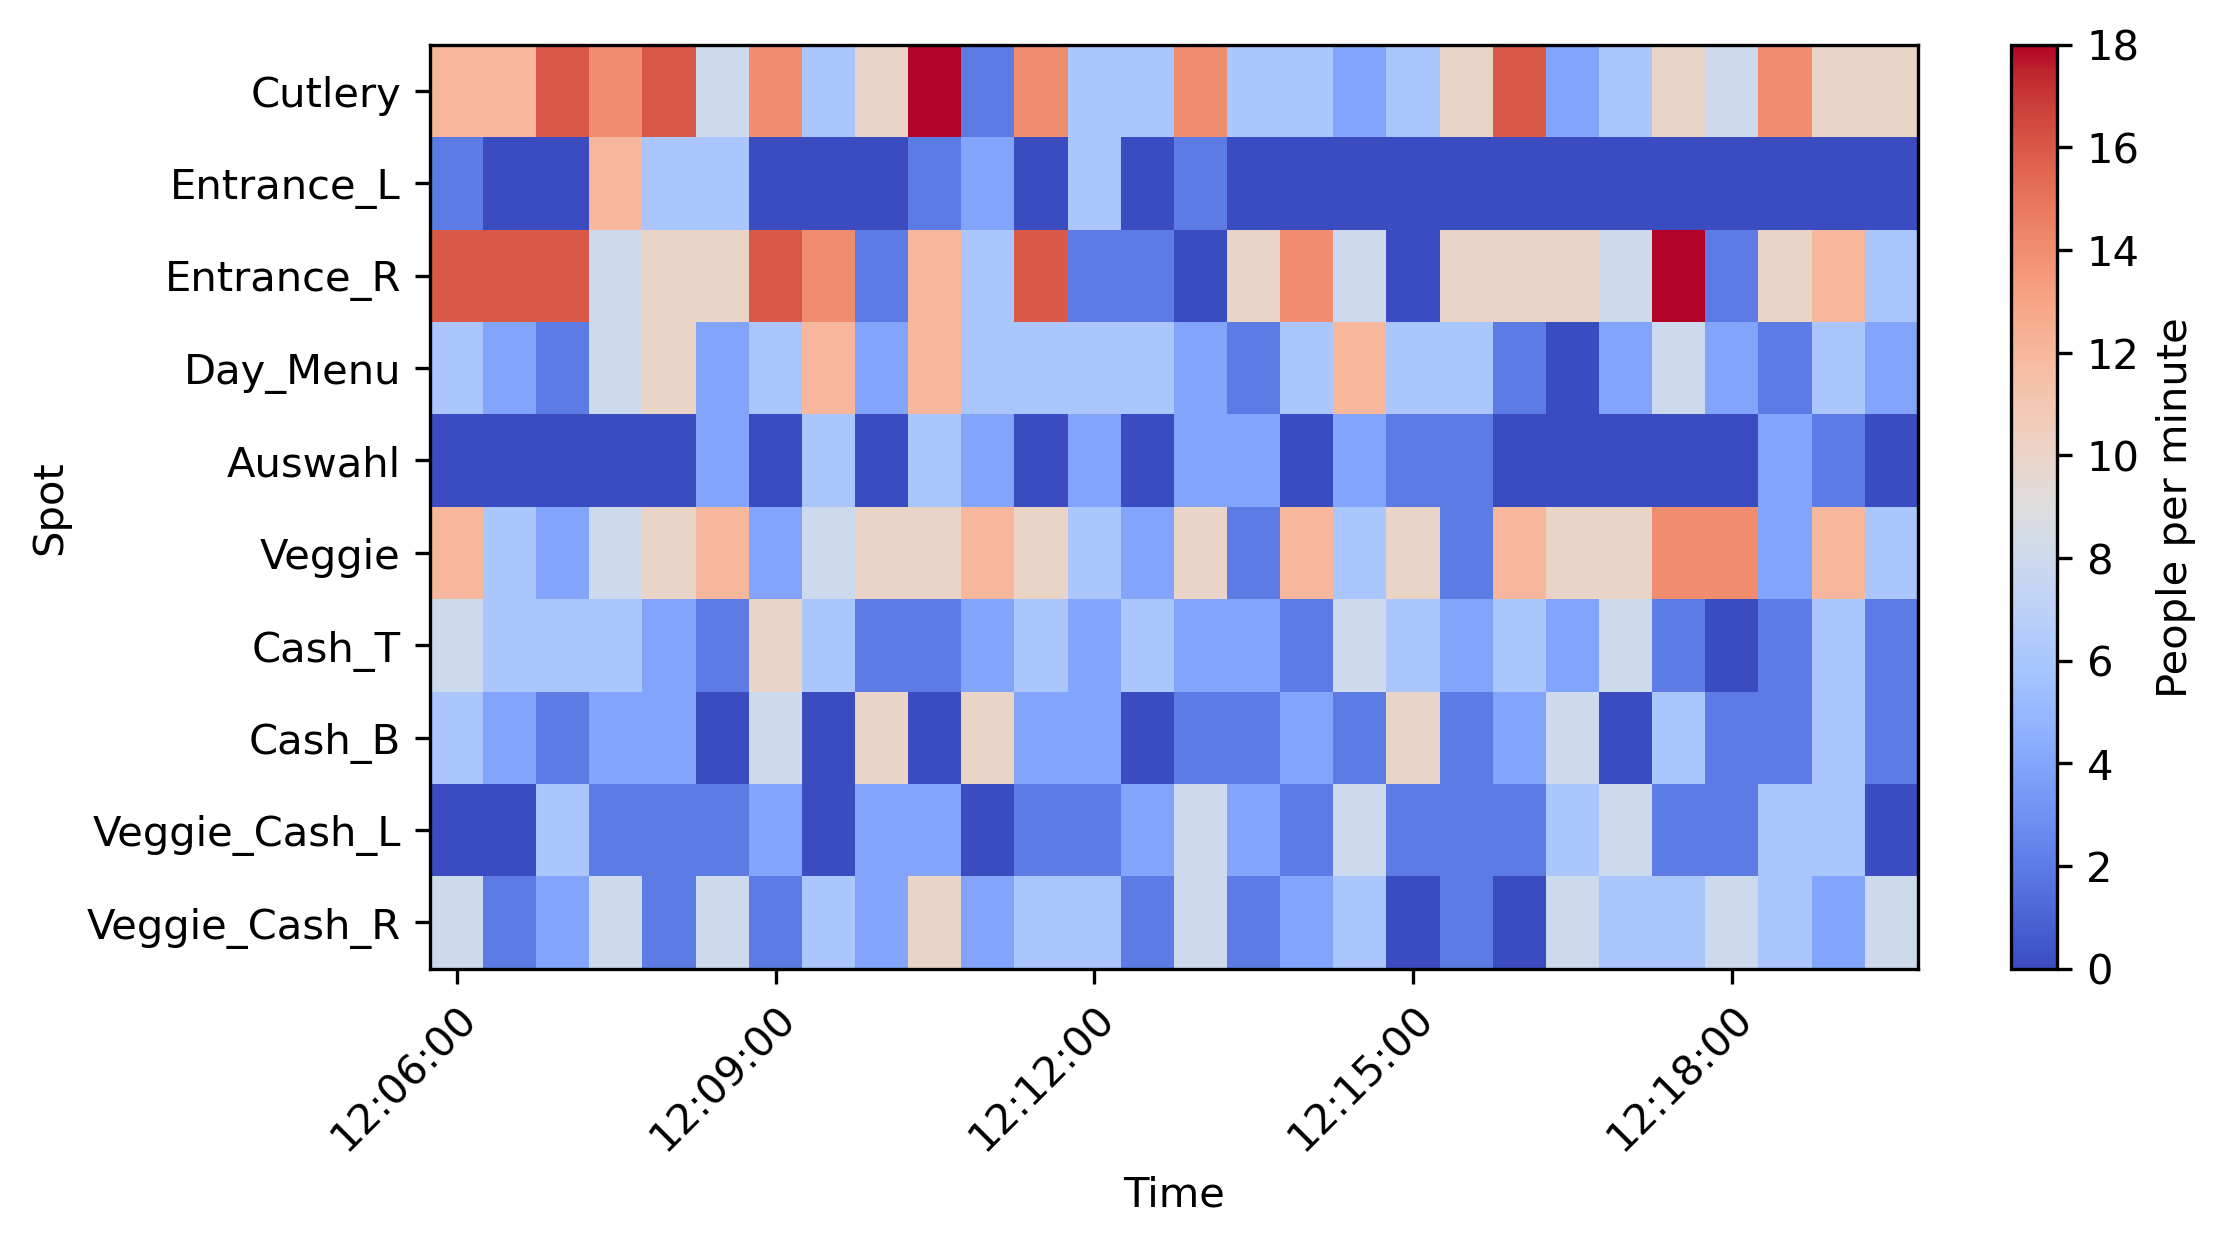 Spot
Cutlery
Entrance_L
Entrance_R
Day_Menu
Auswahl
Veggie
Cash_T
Cash_B
Veggie_Cash_L
Veggie_Cash_R
12:06:00
12:09:00
12:12:00
12:15:00
12:18:00
Time
18
16
14
12
10
8
6
4
2
0
People per minute